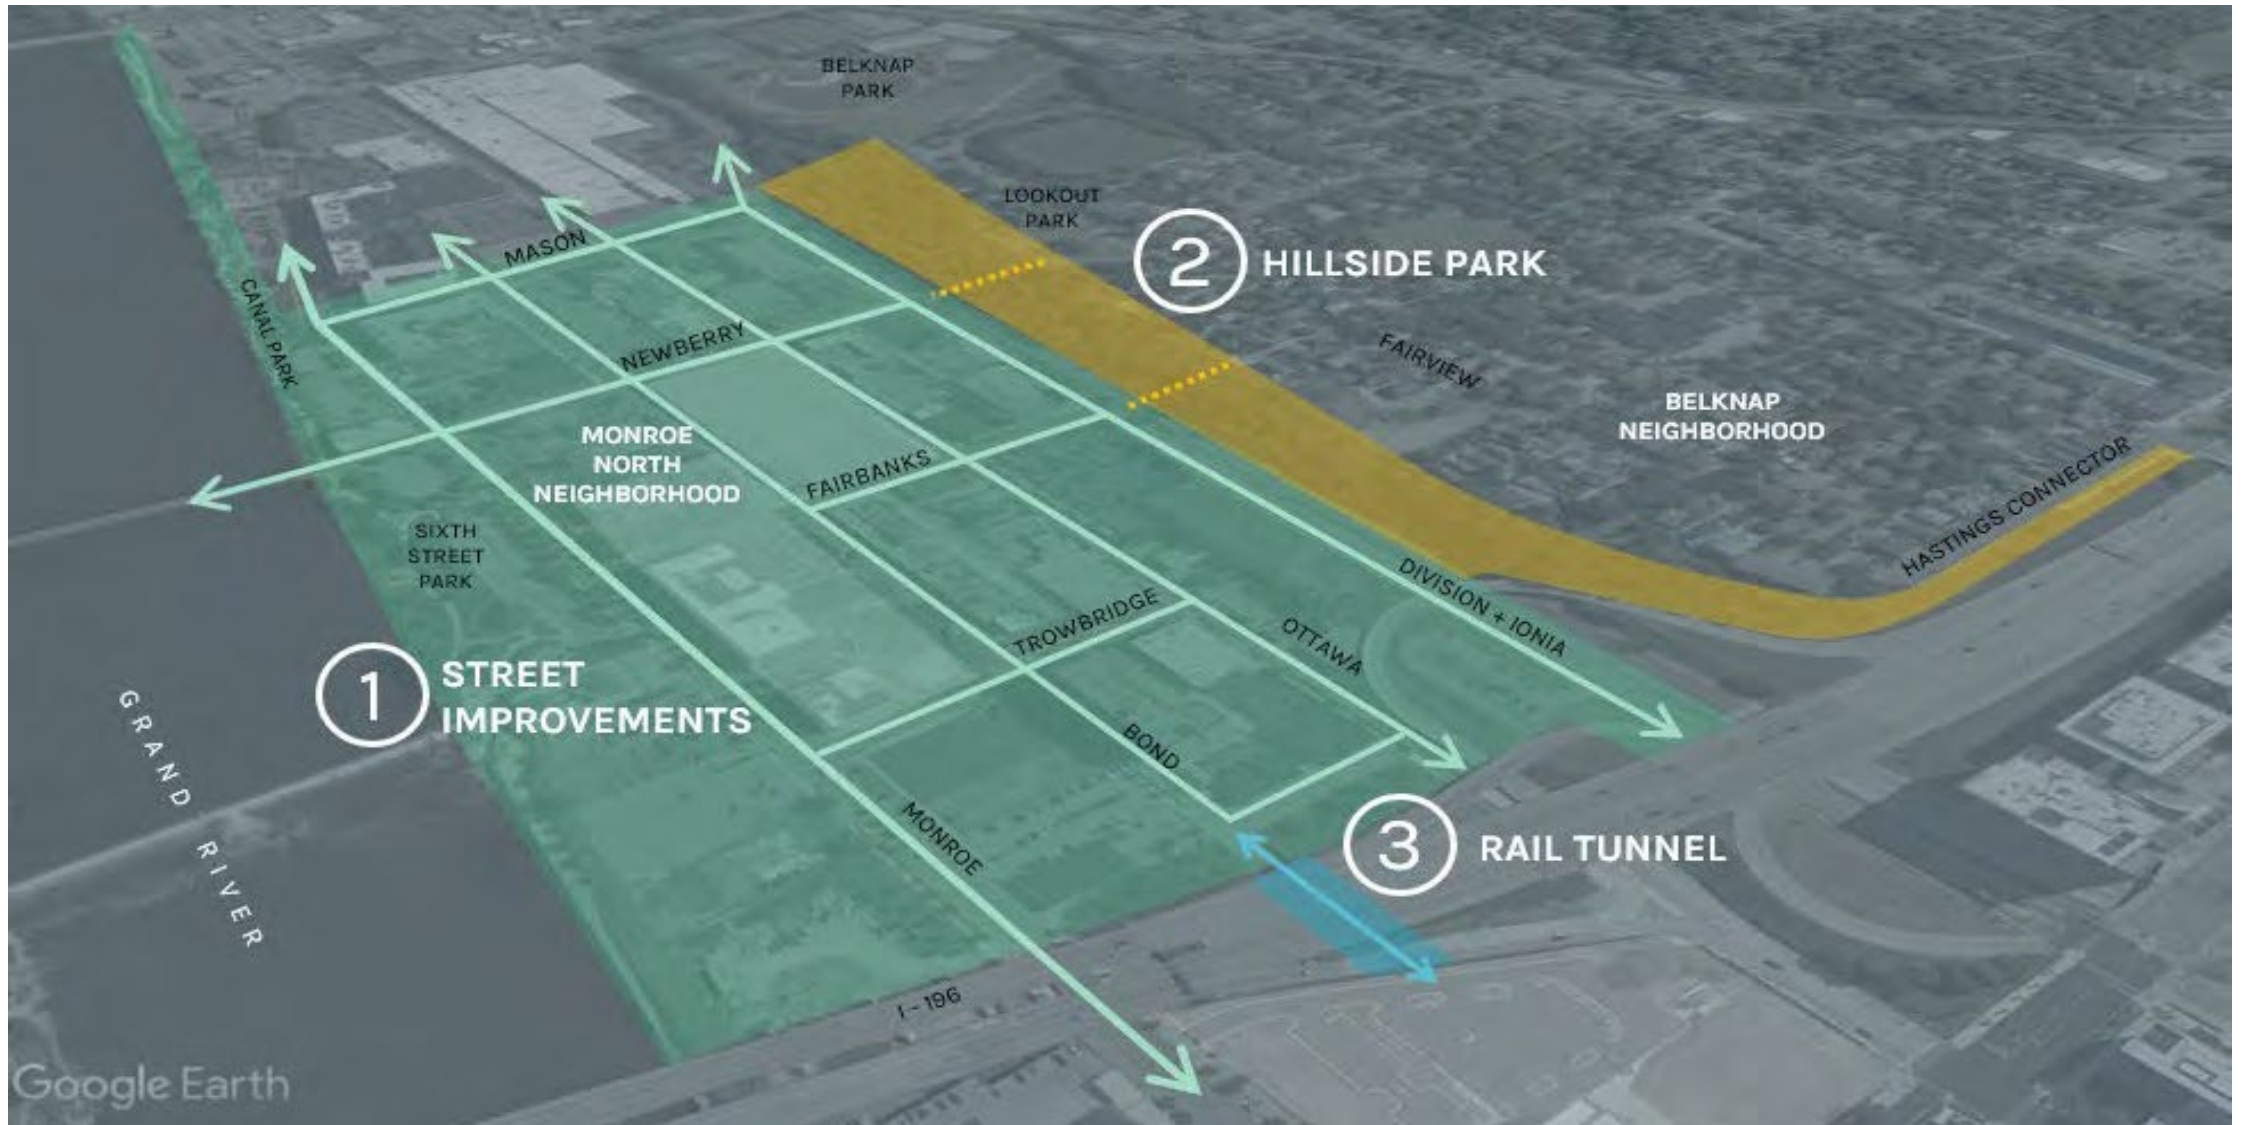 BELKNAP
PARK
LOOKOUT
PARK
2
HILLSIDE PARK
MASON
CANAL PARK
NEWBERRY
FAIRVIEW
BELKNAP
NEIGHBORHOOD
MONROE
NORTH
NEIGHBORHOOD
FAIRBANKS
HASTINGS CONNECTOR
SIXTH
STREET
PARK
DIVISION + IONIA
TROWBRIDGE
OTTAWA
1
STREET
IMPROVEMENTS
GRAND RIVER
BOND
MONROE
3
RAIL TUNNEL
I - 196
Google Earth